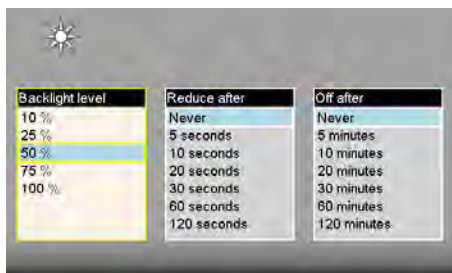 Backlight level
10 %
25 %
50 %
75 %
100 %
Reduce after
Never
5 seconds
10 seconds
20 seconds
30 seconds
60 seconds
120 seconds
Off after
Never
5 minutes
10 minutes
20 minutes
30 minutes
60 minutes
120 minutes